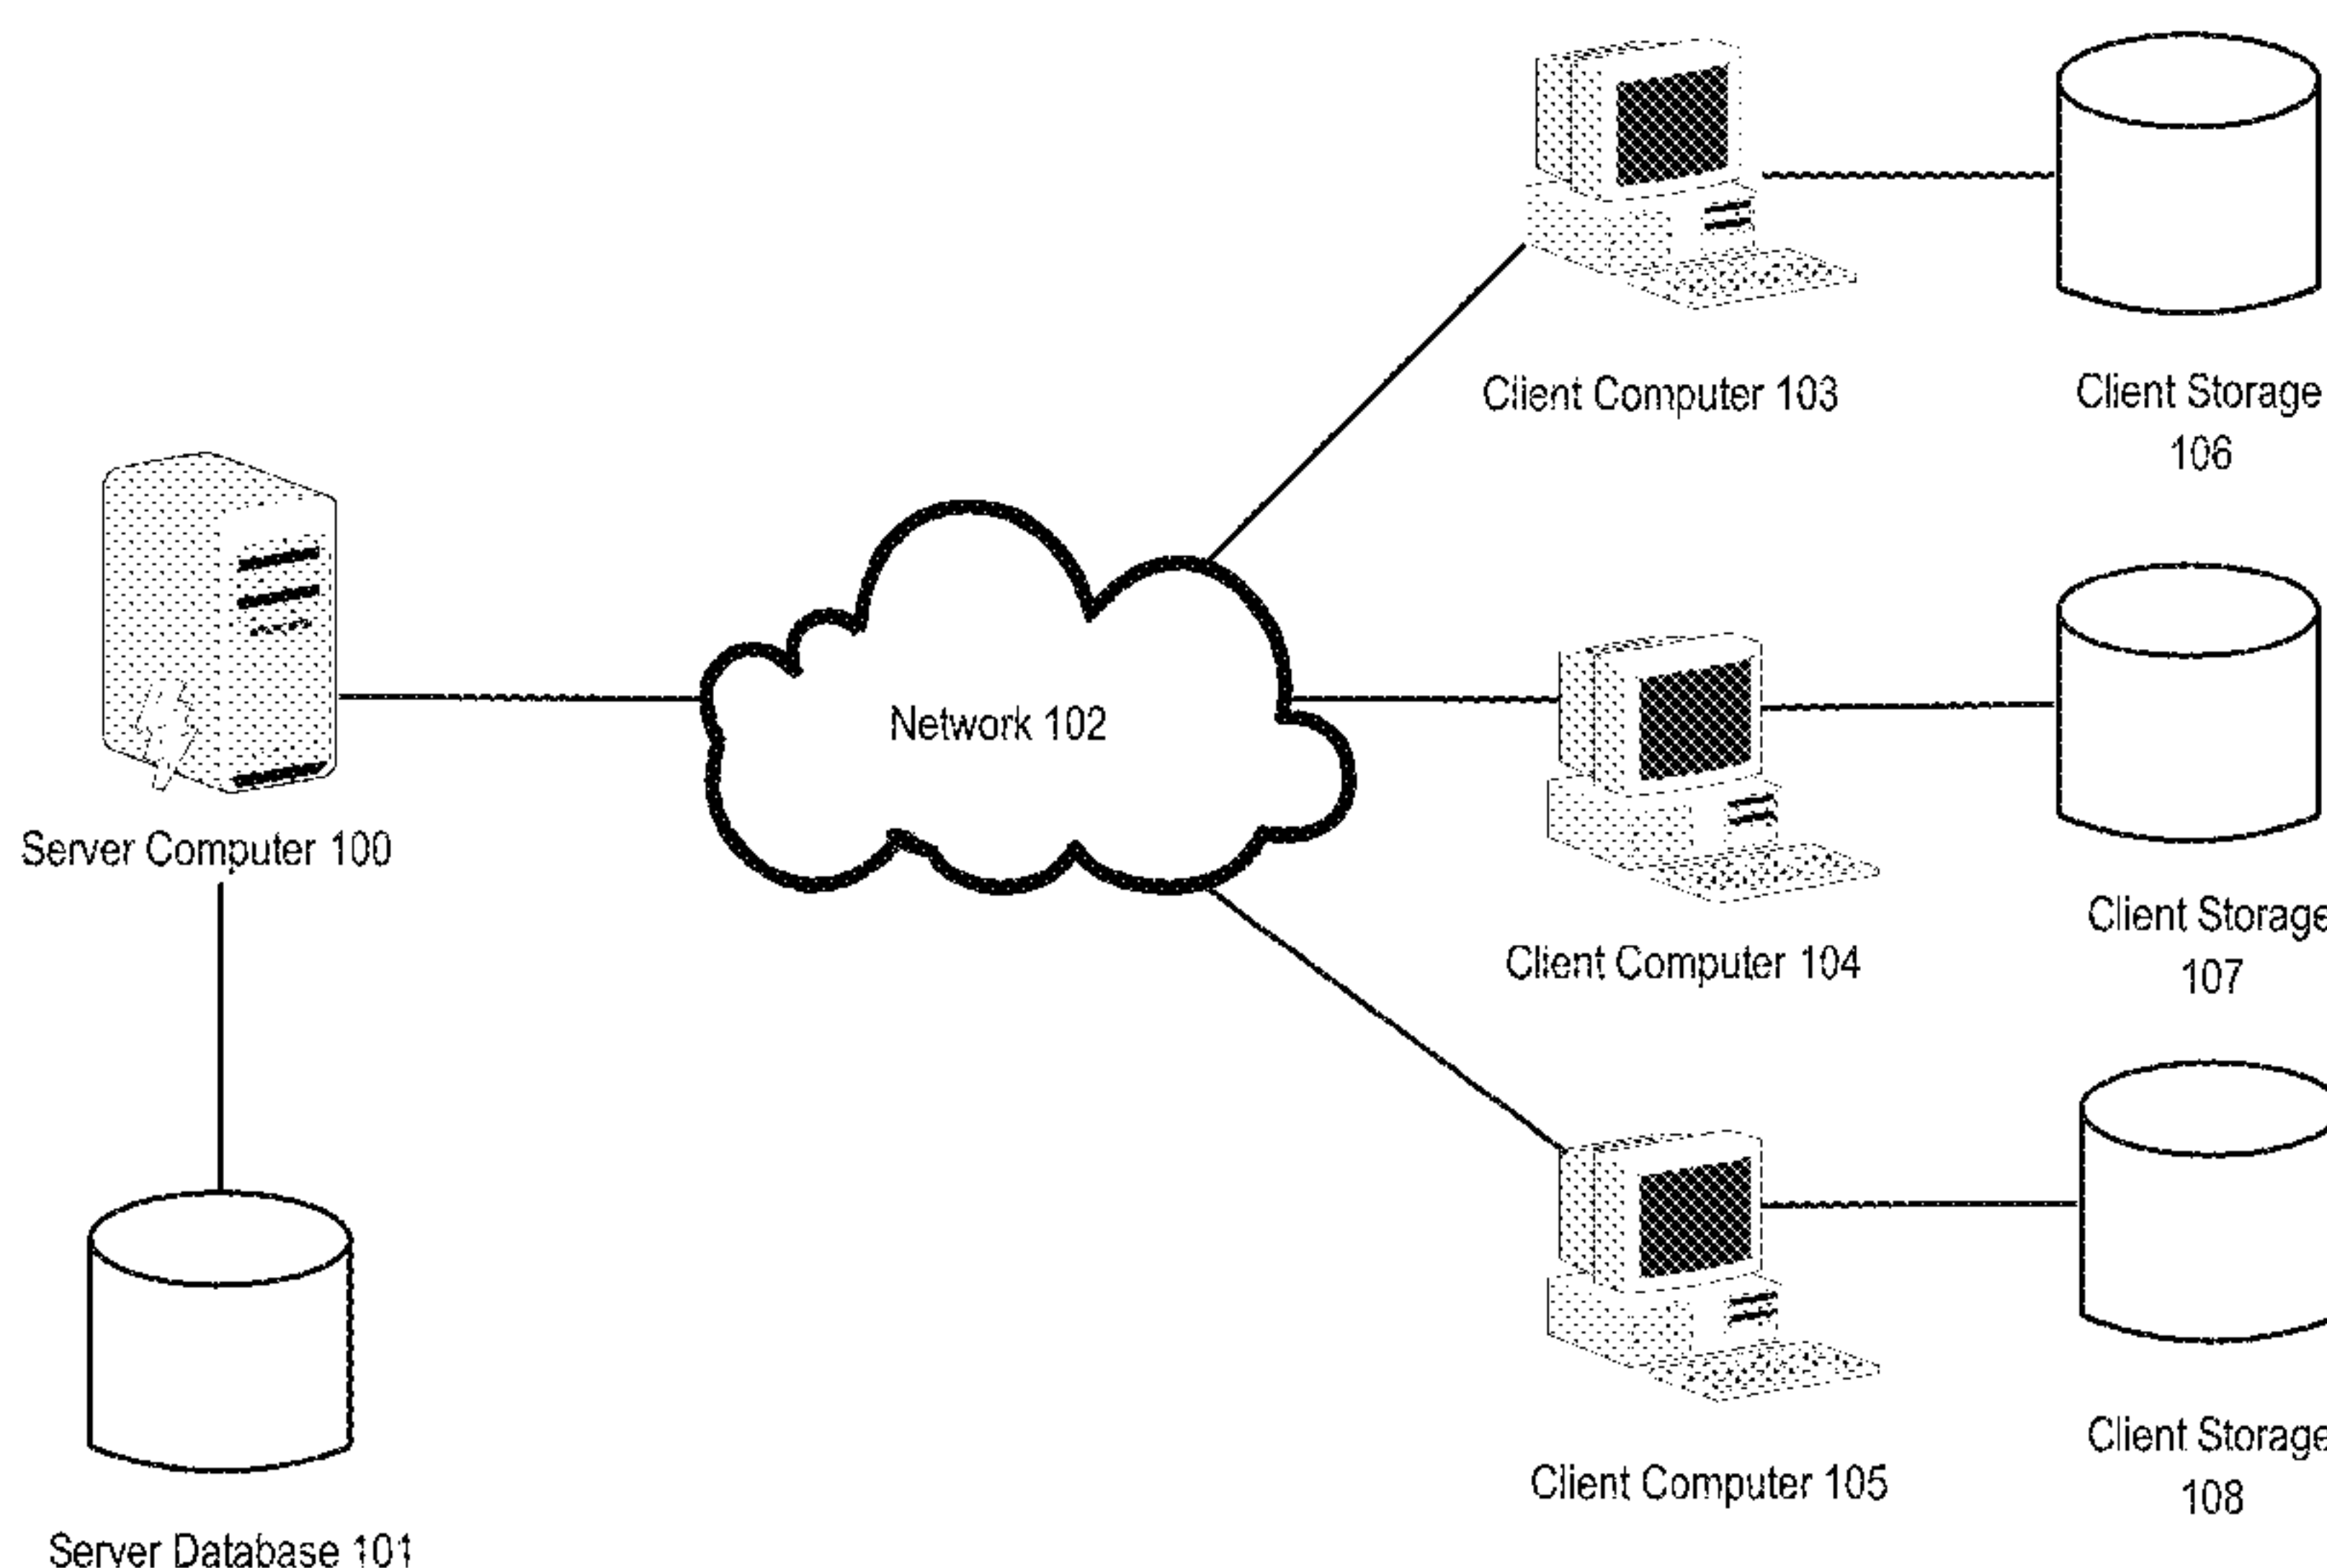 Client Computer 103
Client Storage
106
Network 102
Server Computer 100
Client Storage
107
Client Computer 104
Client Storage
108
Client Computer 105
Server Database 101